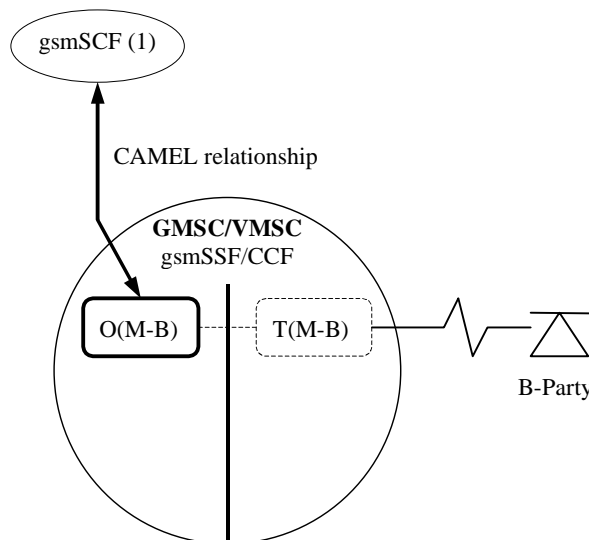 gsmSCF (1)
CAMEL relationship
GMSC/VMSC
gsmSSF/CCF
O(M-B)
T(M-B)
B-Party